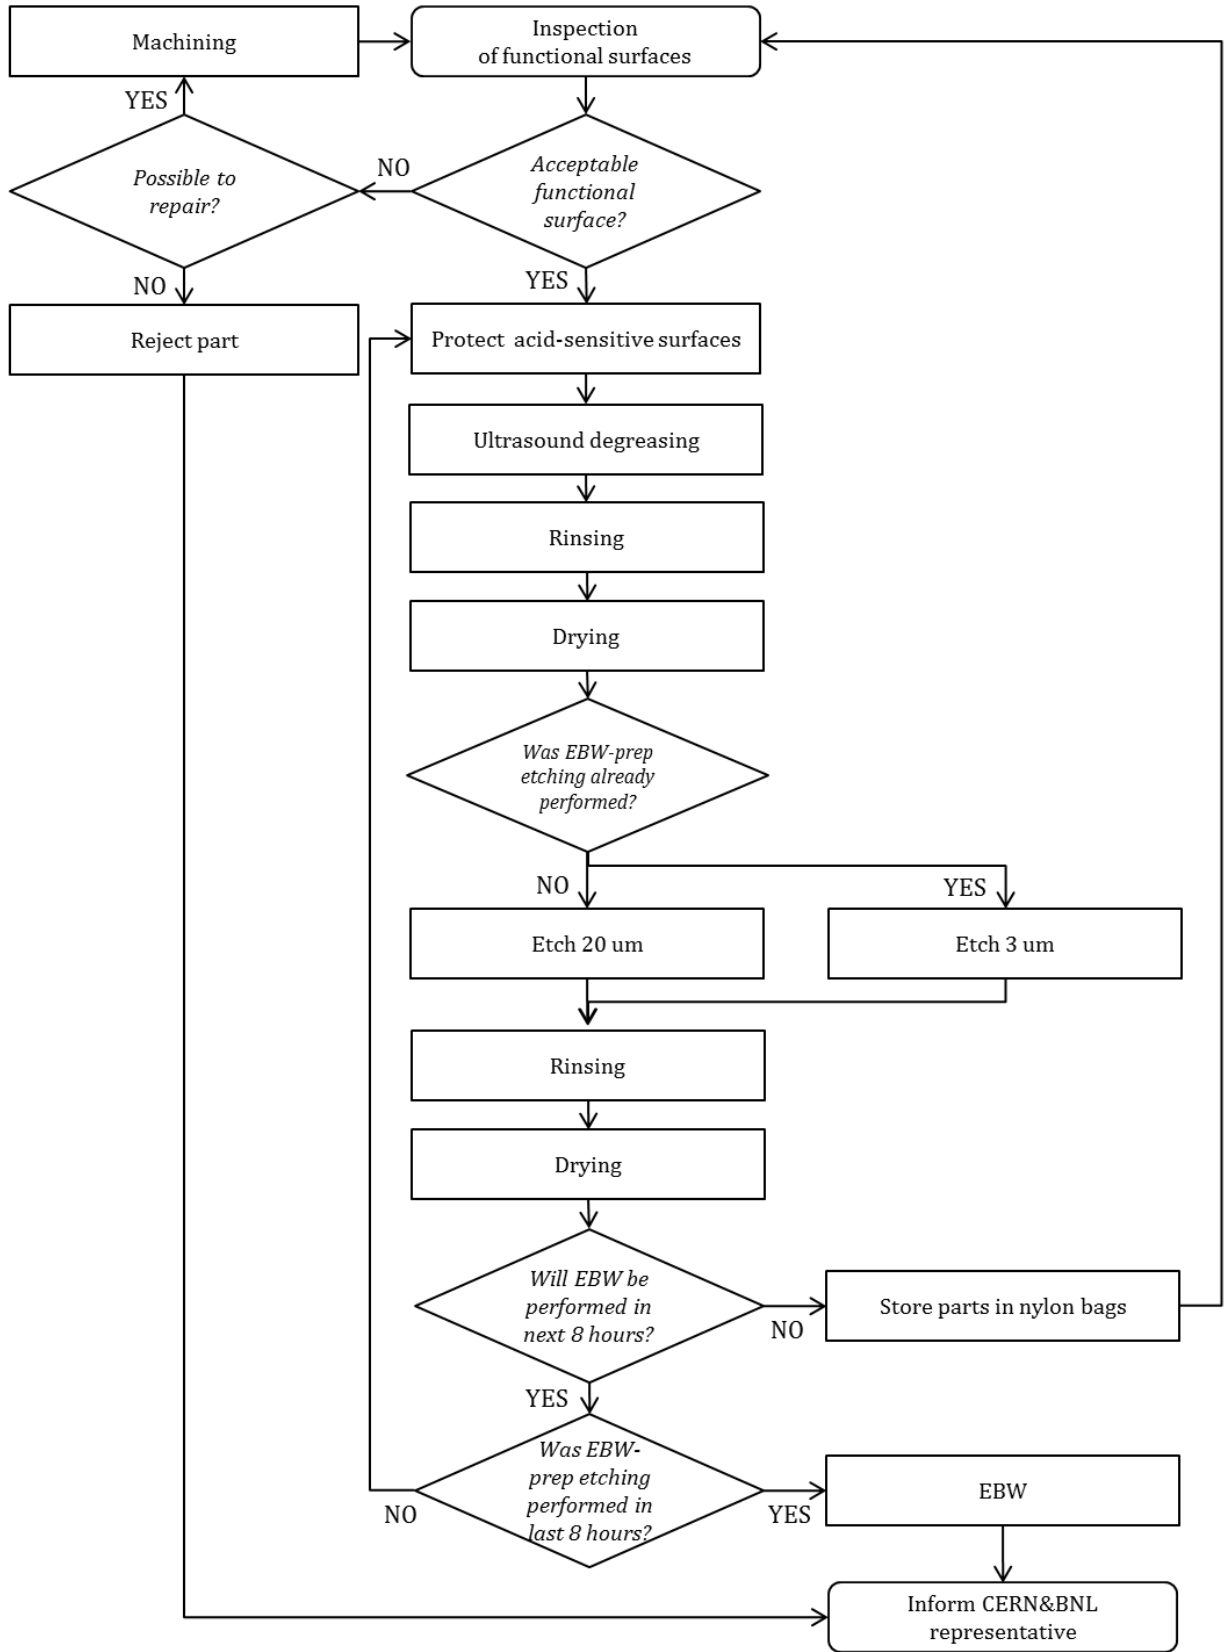 Machining
Inspection
of functional surfaces
YES
Possible to
repair?
NO
Acceptable
functional
surface?
NO
YES
Reject part
Protect acid-sensitive surfaces
Ultrasound degreasing
Rinsing
Drying
Was EBW-prep
etching already
performed?
NO
YES
Etch 20 um
Etch 3 um
Rinsing
Drying
Will EBW be
performed in
next 8 hours?
NO
Store parts in nylon bags
YES
Was EBW-
prep etching
performed in
last 8 hours?
NO
YES
EBW
Inform CERN&BNL
representative